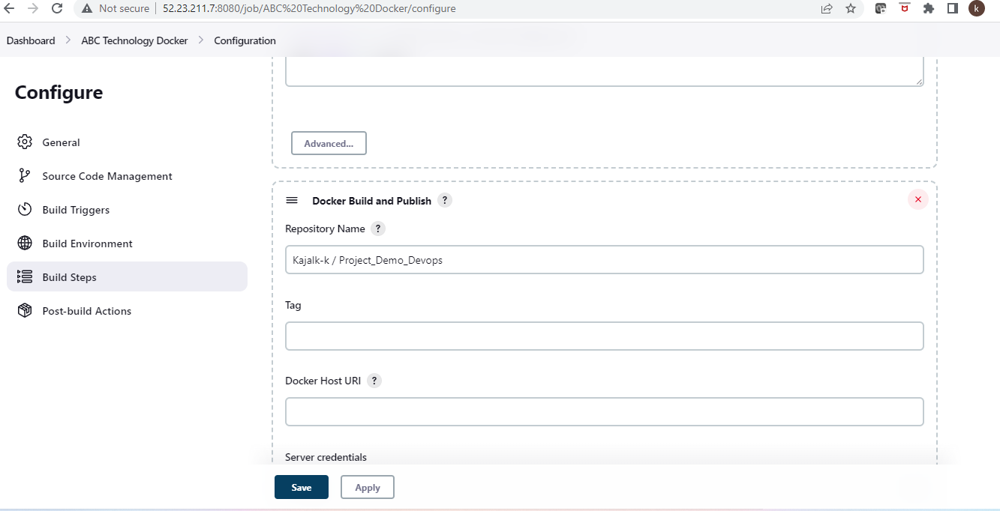 Not secure | 52.23.211.7:8080/job/ABC%20Technology%20Docker/configure
k
Dashboard > ABC Technology Docker > Configuration
Configure
General
Source Code Management
Build Triggers
Build Environment
Build Steps
Post-build Actions
Advanced...
Docker Build and Publish ?
Repository Name ?
Kajalk-k / Project_Demo_Devops
Tag
Docker Host URI ?
Server credentials
Save Apply